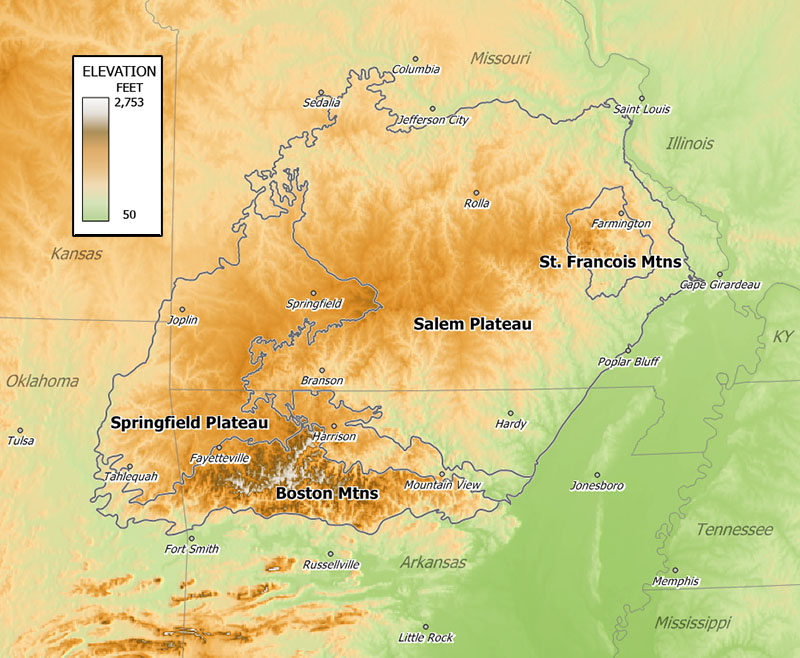 Missouri
Columbia
ELEVATION
FEET
2,753
50
Sedalia
Jefferson City
Saint Louis
Illinois
Rolla
Farmington
Kansas
St. Francois Mtns
Cape Girardeau
Springfield
Joplin
Salem Plateau
KY
Poplar Bluff
Oklahoma
Branson
Springfield Plateau
Hardy
Tulsa
Harrison
Fayetteville
Tahlequah
Boston Mtns
Mountain View
Jonesboro
Tennessee
Fort Smith
Russellville
Arkansas
Memphis
Little Rock
Mississippi